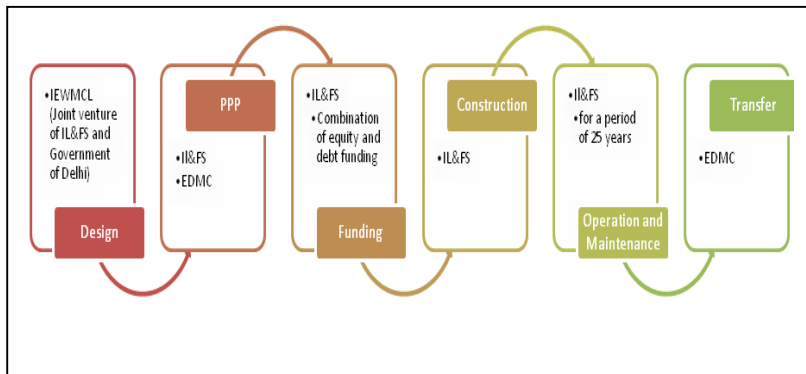 •IEWMCL
(Joint venture
of IL&FS and
Government
of Delhi)
Design
PPP
•Il&FS
•EDMC
•IL&FS
•Combination
of equity and
debt funding
Funding
Construction
•IL&FS
•Il&FS
•for a period
of 25 years
Operation and
Maintenance
Transfer
•EDMC